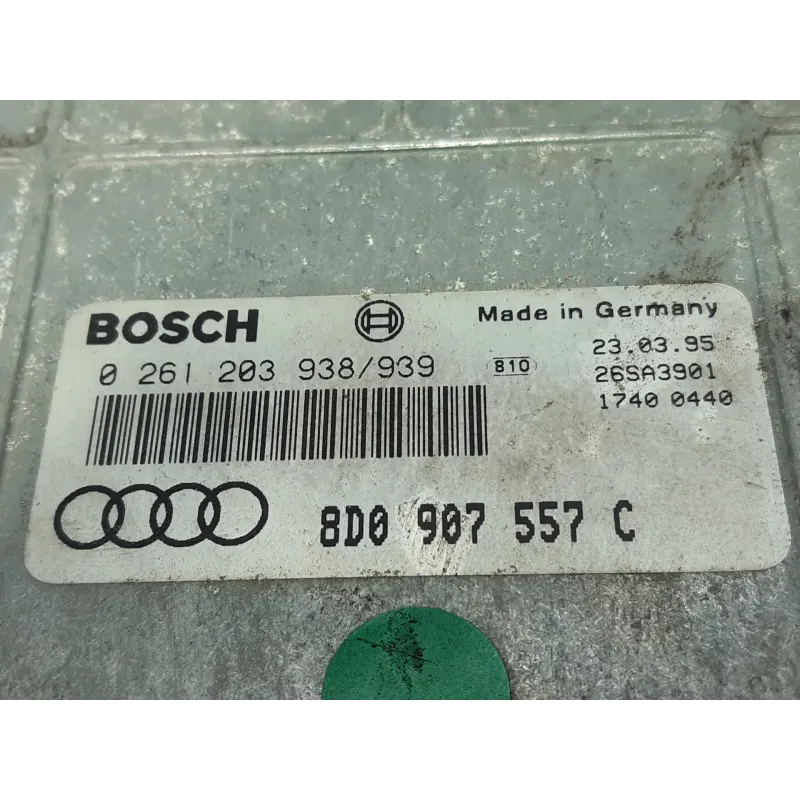 BOSCH
Made in Germany
0 261 203 938/939
810
23.03.95
26SA3901
1740 0440
8D0 907 557 C